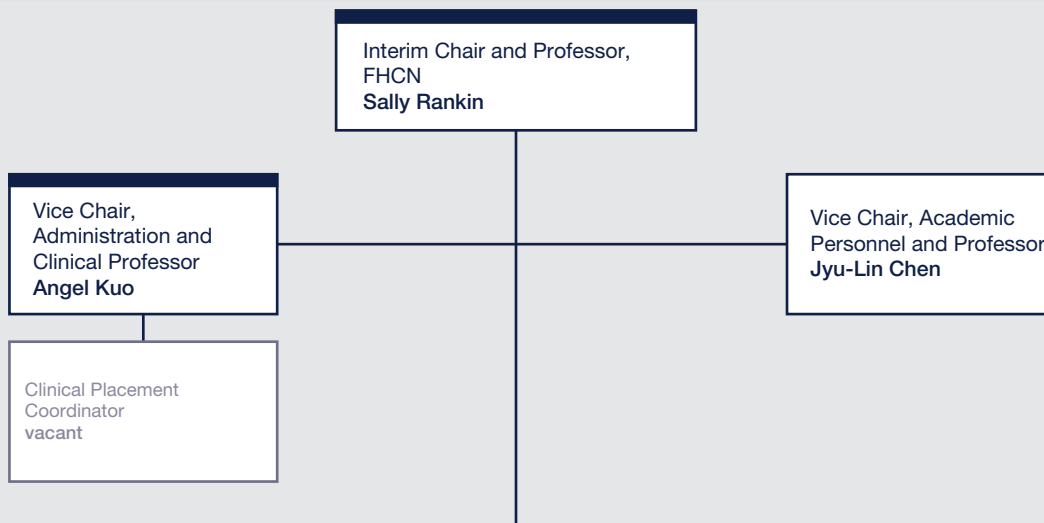 Interim Chair and Professor,
FHCN
Sally Rankin
Vice Chair,
Administration and
Clinical Professor
Angel Kuo
Vice Chair, Academic
Personnel and Professor
Jyu-Lin Chen
Clinical Placement
Coordinator
vacant